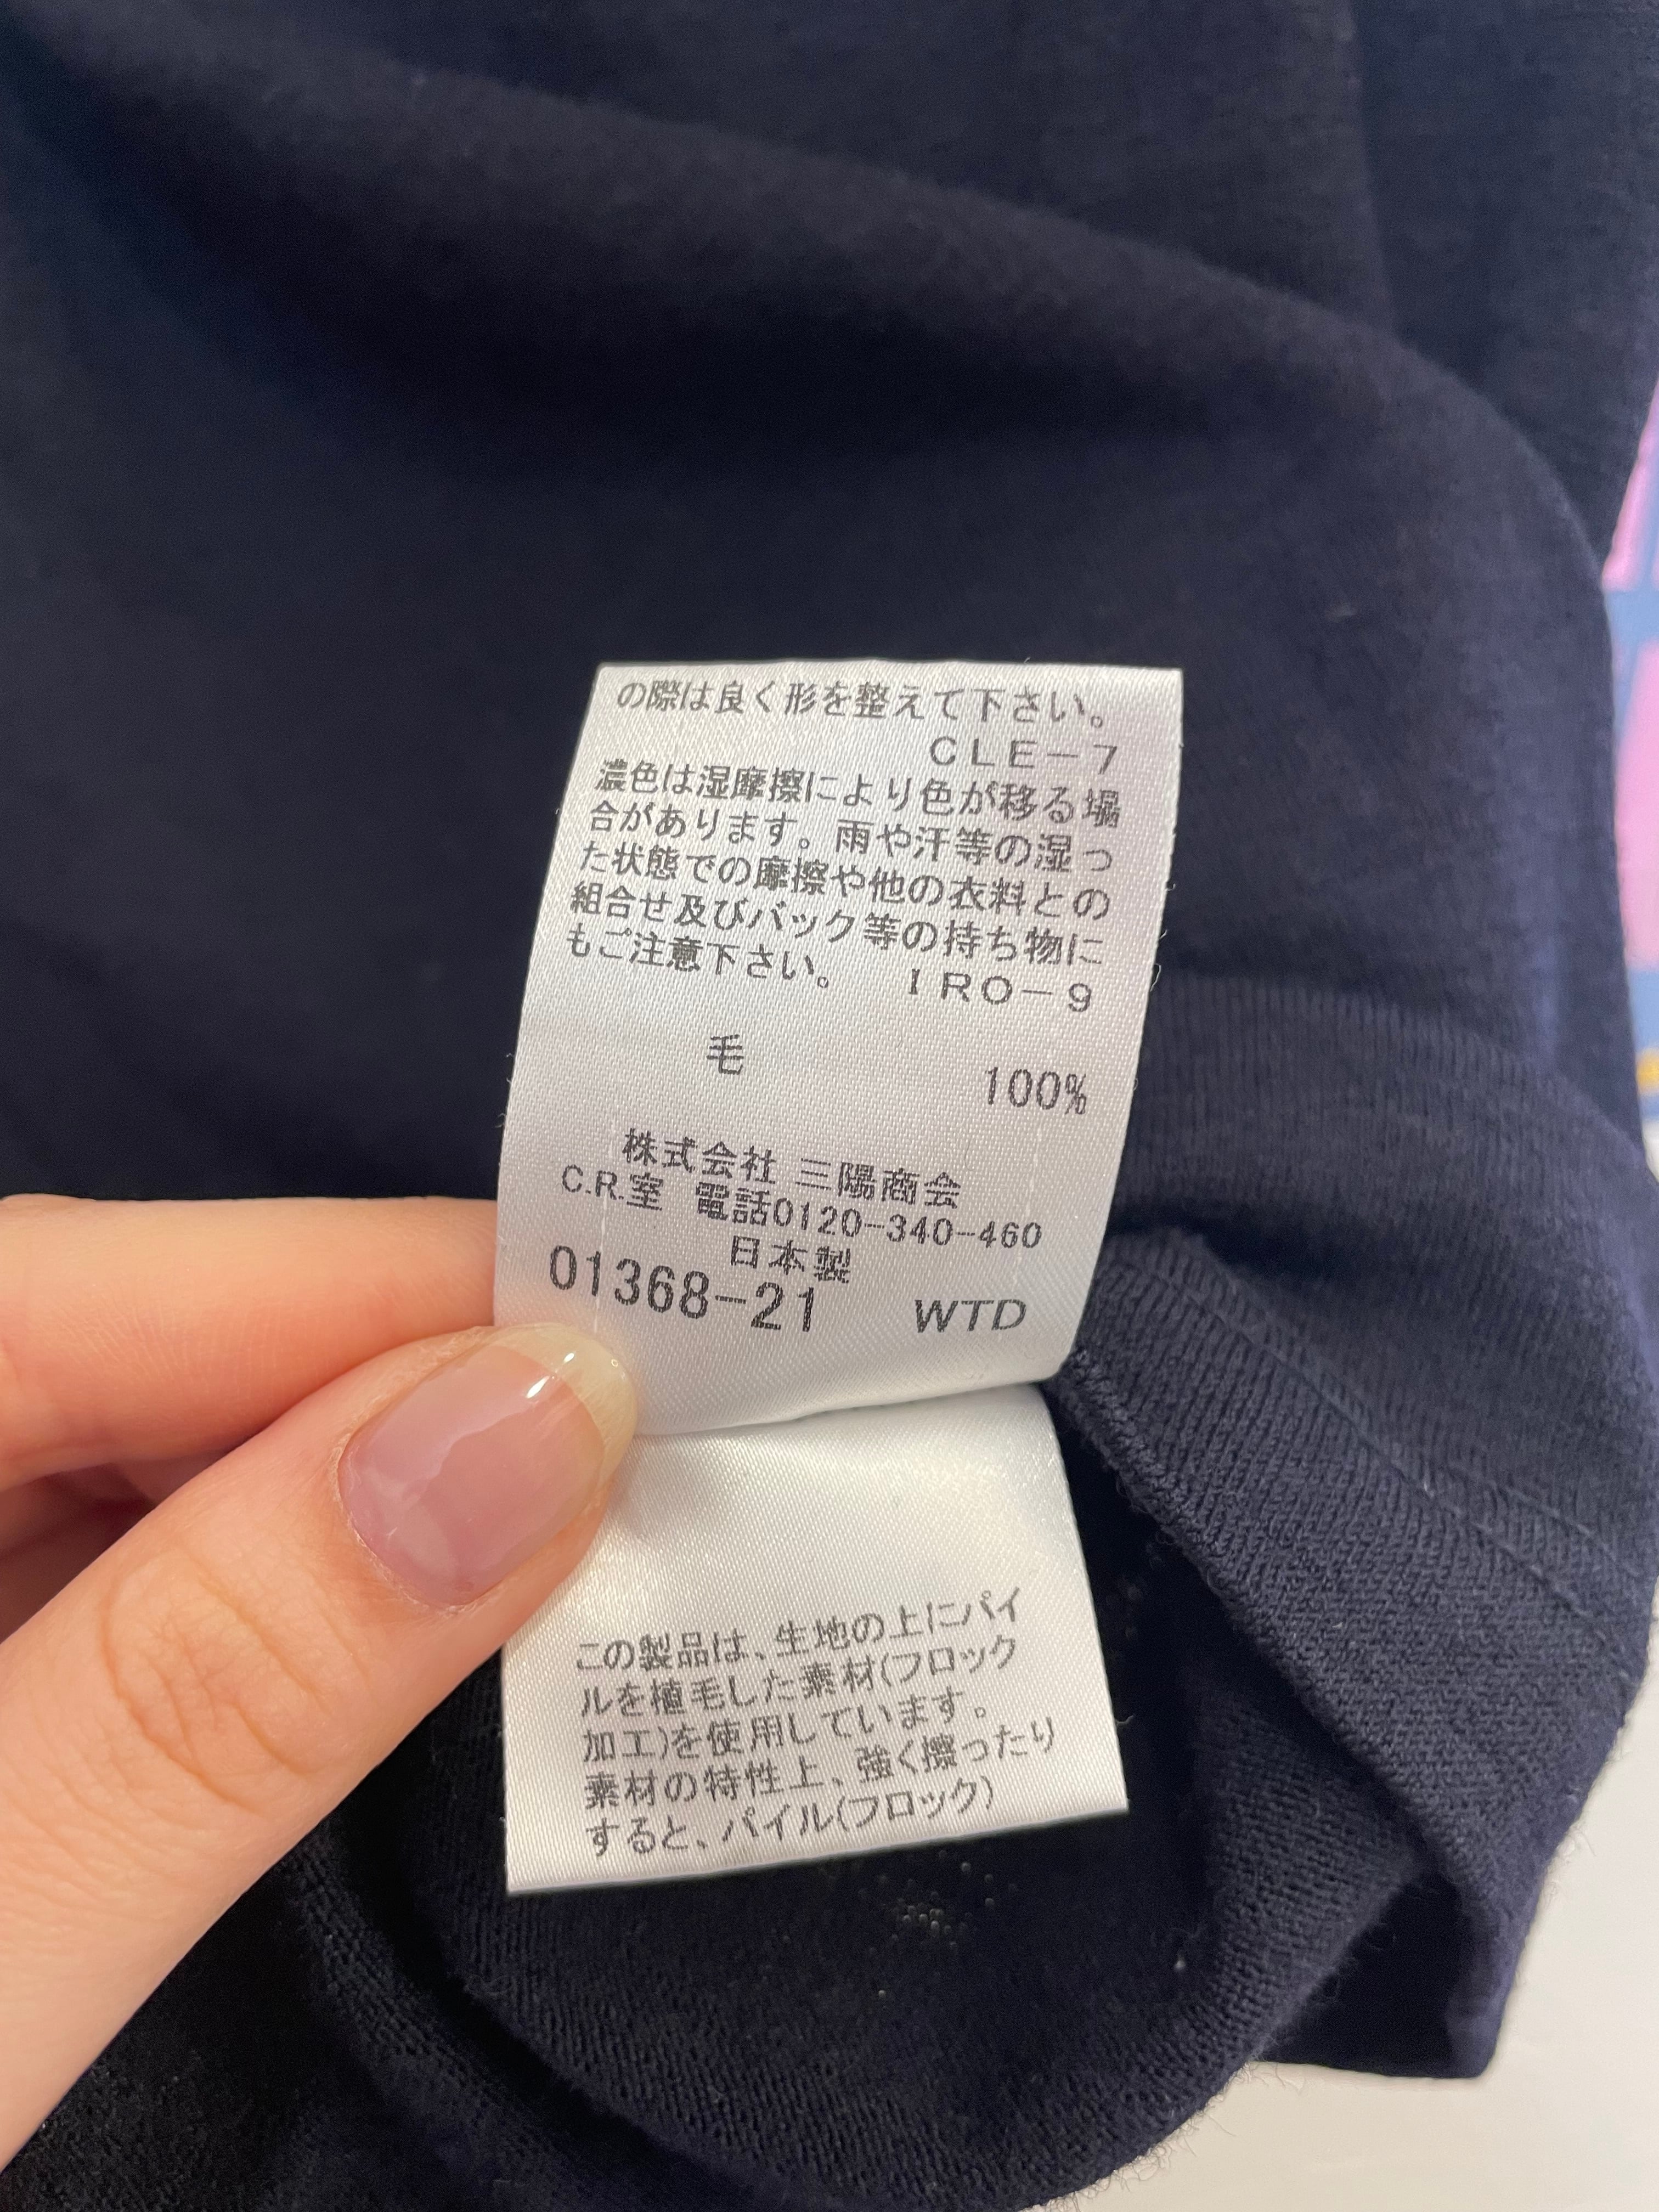 の際は良く形を整えて下さい。
CLE-7
濃色は湿摩擦により色が移る場
合があります。雨や汗等の湿っ
た状態での摩擦や他の衣料との
組合せ及びバック等の持ち物に
もご注意下さい。 IRO-9
毛 100%
株式会社 三陽商会
C.R.室 電話0120-340-460
日本製
01368-21 WTD
この製品は、生地の上にパイ
ルを植毛した素材(フロック
加工)を使用しています。
素材の特性上、強く擦ったり
すると、パイル(フロック)